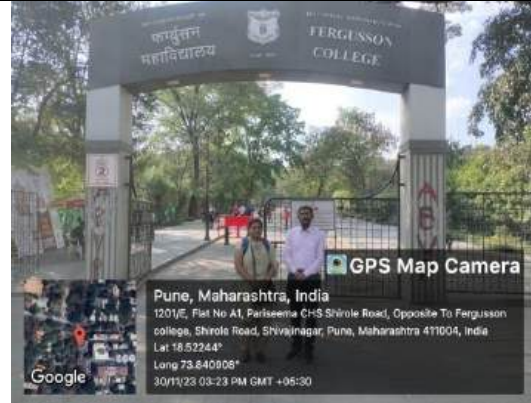 फर्ग्युसन
महाविद्यालय
FERGUSSON
COLLEGE
2
GPS Map Camera
Pune, Maharashtra, India
1201/E, Flat No A1, Pariseema CHS Shirole Road, Opposite To Fergusson
college, Shirole Road, Shivajinagar, Pune, Maharashtra 411004, India
Lat 18.52244°
Long 73.840908°
30/11/23 03:23 PM GMT +05:30
Google